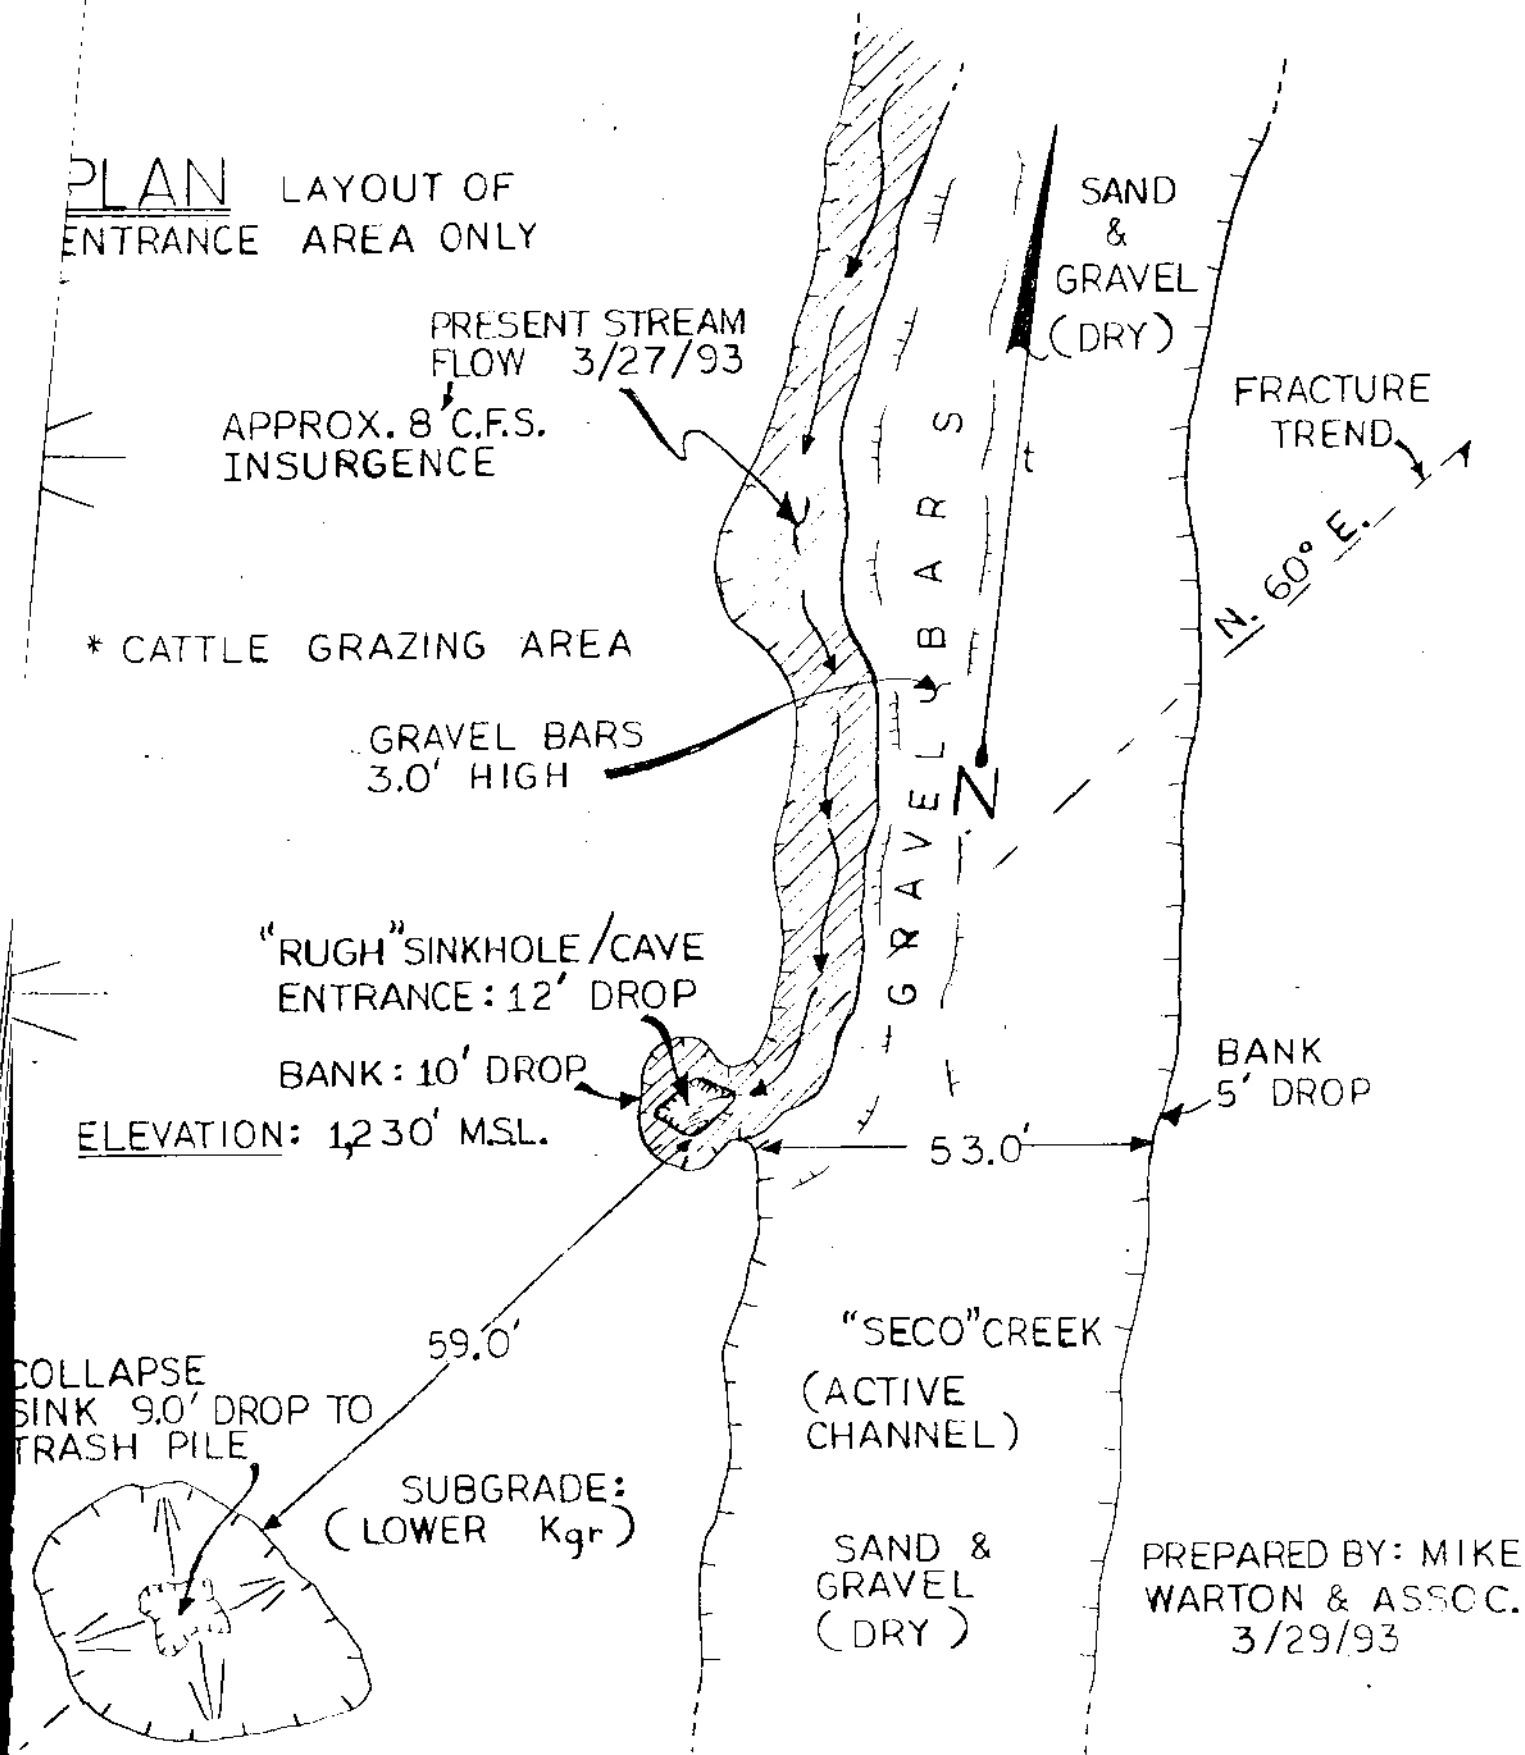 PLAN LAYOUT OF
ENTRANCE AREA ONLY
SAND
&
GRAVEL
(DRY)
PRESENT STREAM
FLOW 3/27/93
APPROX. 8' C.F.S.
INSURGENCE
FRACTURE
TREND
N. 60° E.
t
GRAVEL BARS
* CATTLE GRAZING AREA
GRAVEL BARS
3.0' HIGH
N
"RUGH" SINKHOLE/CAVE
ENTRANCE: 12' DROP
BANK: 10' DROP
ELEVATION: 1,230' M.S.L.
BANK
5' DROP
53.0'
59.0'
"SECO" CREEK
(ACTIVE
CHANNEL)
COLLAPSE
SINK 9.0' DROP TO
TRASH PILE
SUBGRADE:
(LOWER Kgr)
SAND &
GRAVEL
(DRY)
PREPARED BY: MIKE
WARTON & ASSOC.
3/29/93